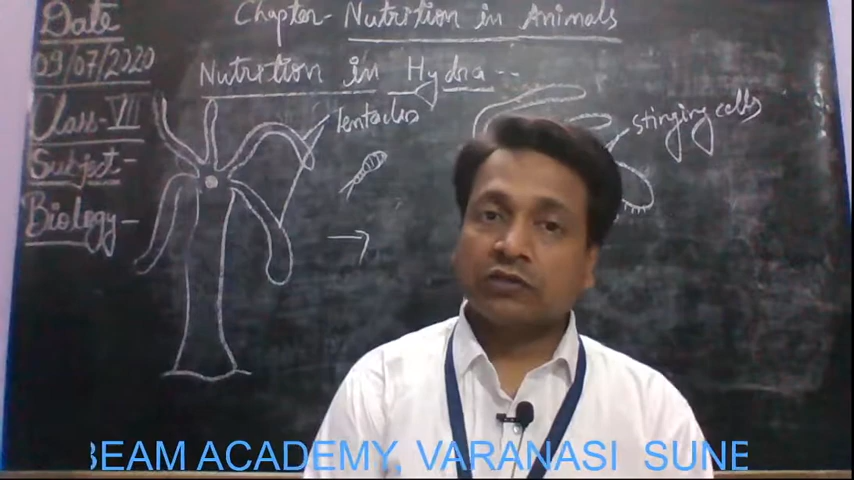 Date
09/07/2020
Class-VII
Subject-
Biology-
Chapter- Nutrition in Animals
Nutrition in Hydra --
tentacles
stinging cells
BEAM ACADEMY, VARANASI SUNBE